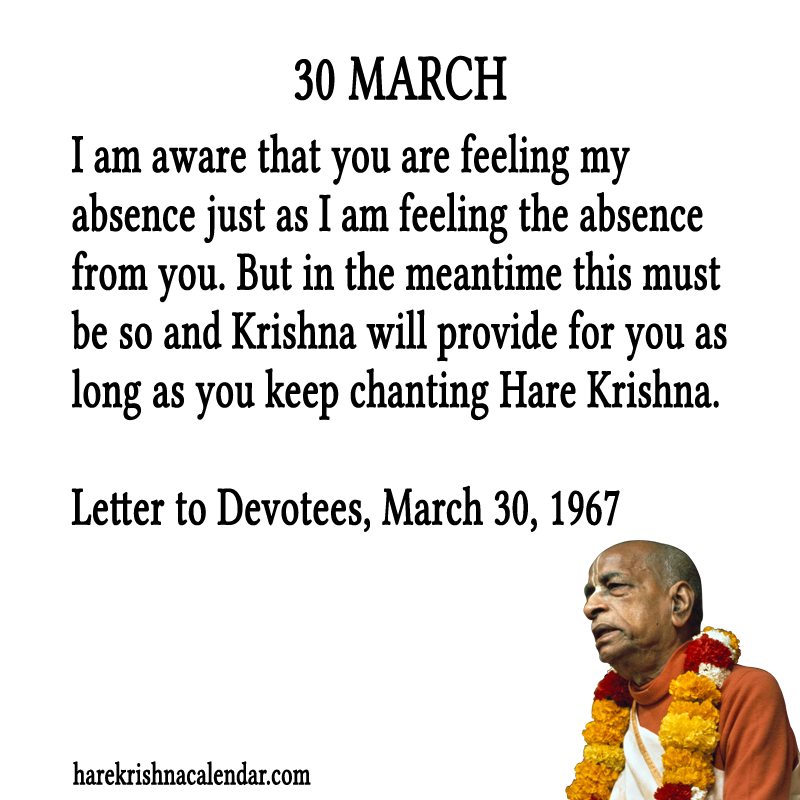 30 MARCH
I am aware that you are feeling my
absence just as I am feeling the absence
from you. But in the meantime this must
be so and Krishna will provide for you as
long as you keep chanting Hare Krishna.
Letter to Devotees, March 30, 1967
harekrishnacalendar.com